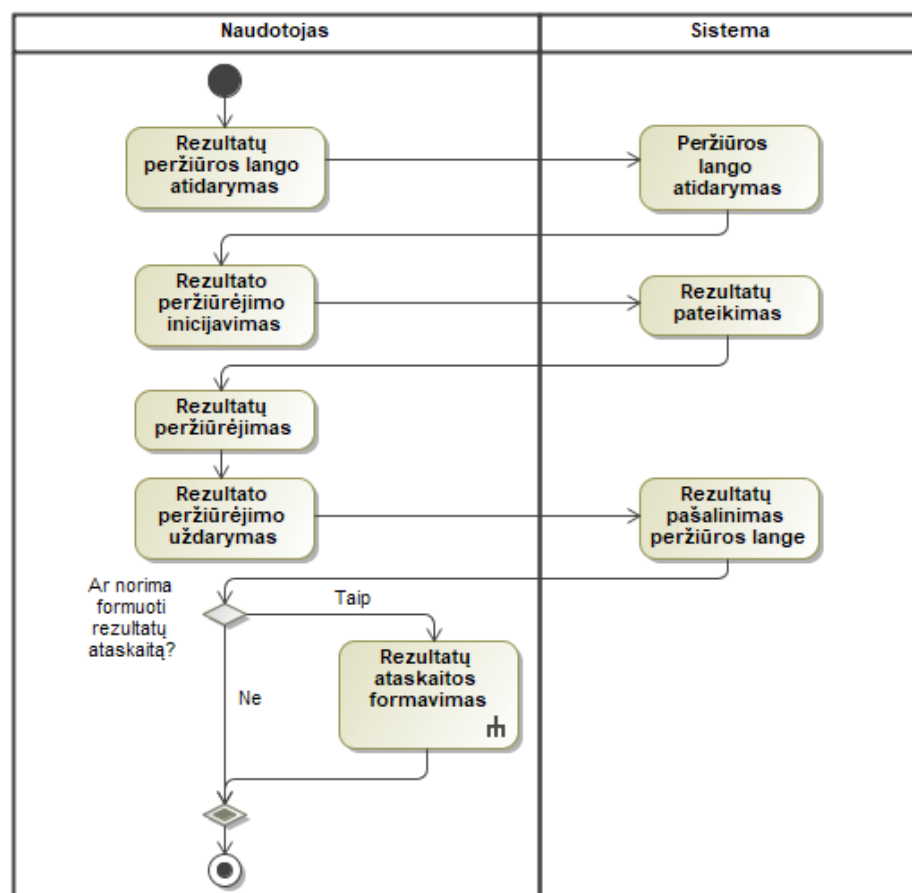 Naudotojas
Sistema
Rezultatų
peržiūros lango
atidarymas
Peržiūros
lango
atidarymas
Rezultato
peržiūrėjimo
inicijavimas
Rezultatų
pateikimas
Rezultatų
peržiūrėjimas
Rezultato
peržiūrėjimo
uždarymas
Rezultatų
pašalinimas
peržiūros lange
Ar norima
formuoti
rezultatų
ataskaitą?
Taip
Rezultatų
ataskaitos
formavimas
Ne